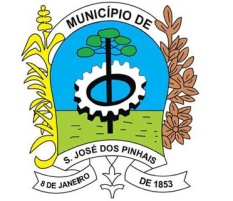 MUNICÍPIO DE
S. JOSÉ DOS PINHAIS
8 DE JANEIRO DE 1853